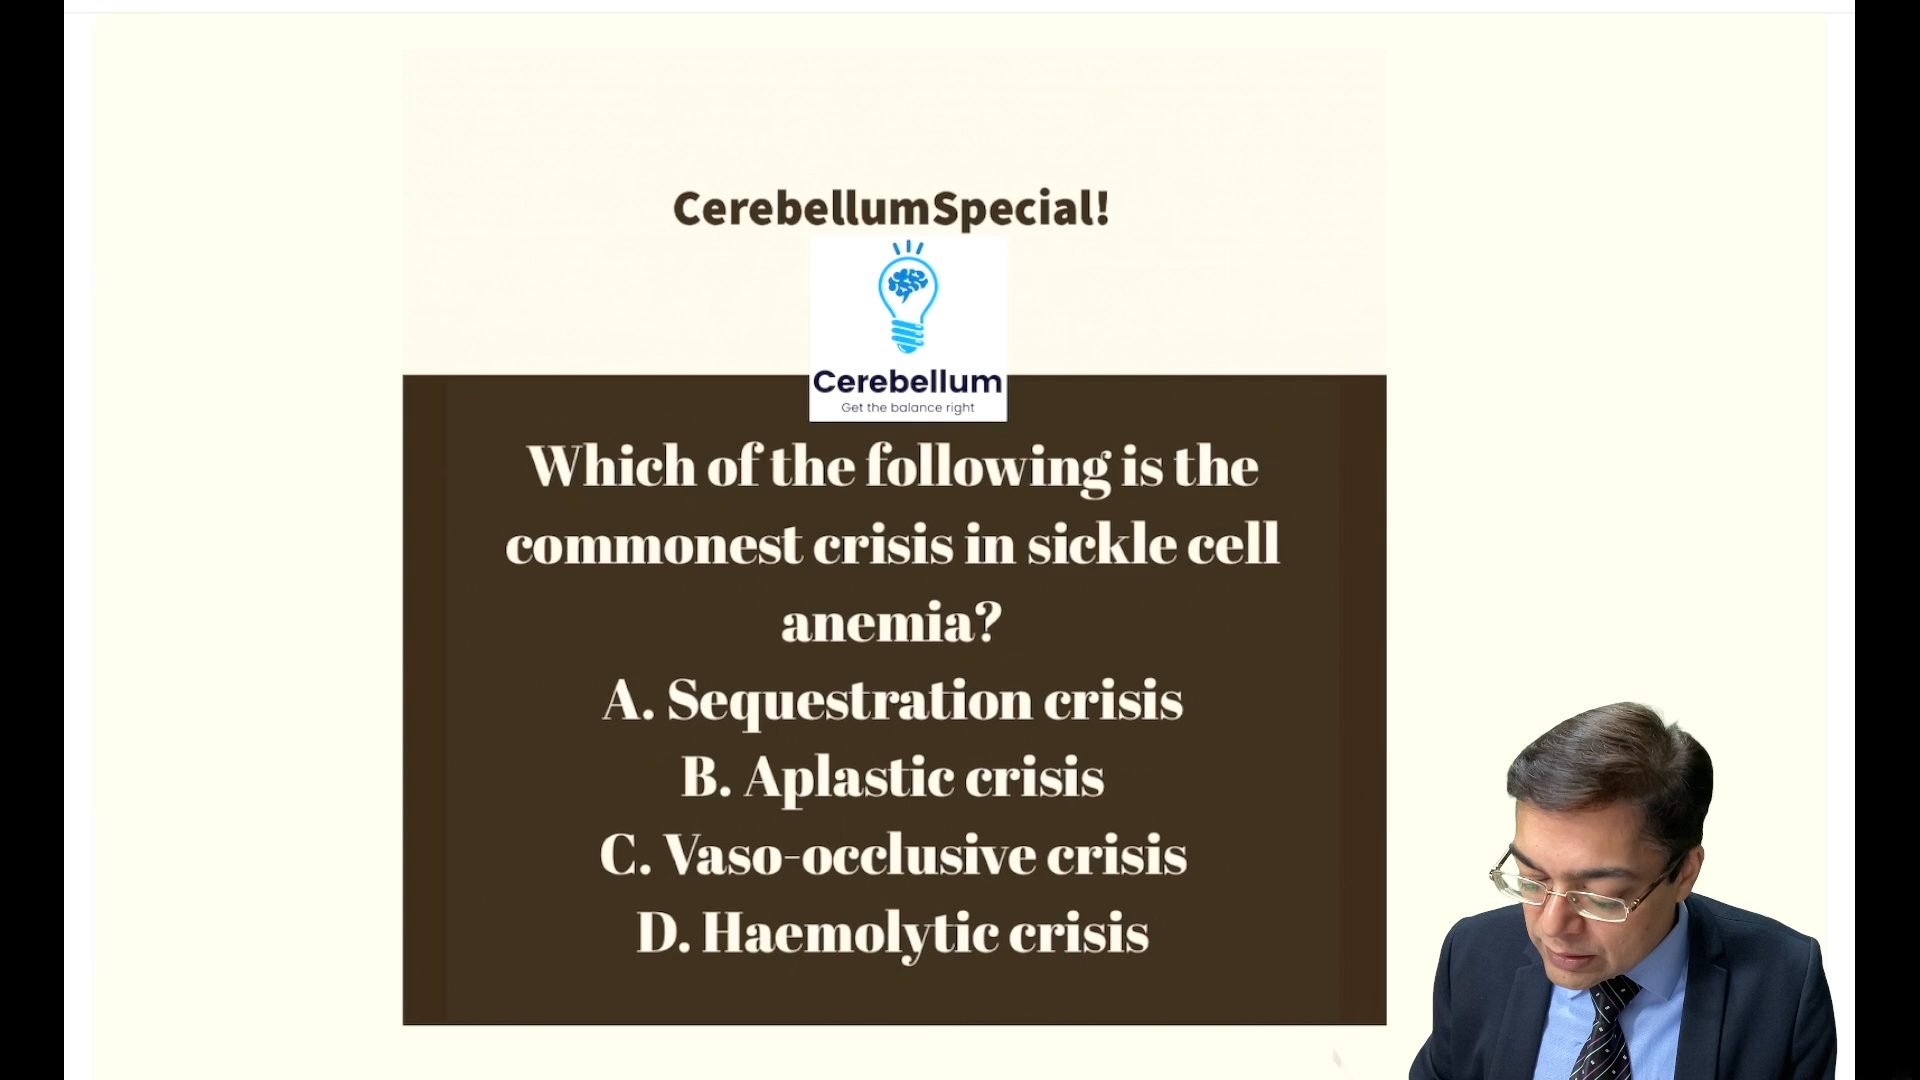 CerebellumSpecial!
Cerebellum
Get the balance right
Which of the following is the
commonest crisis in sickle cell
anemia?
A. Sequestration crisis
B. Aplastic crisis
C. Vaso-occlusive crisis
D. Haemolytic crisis